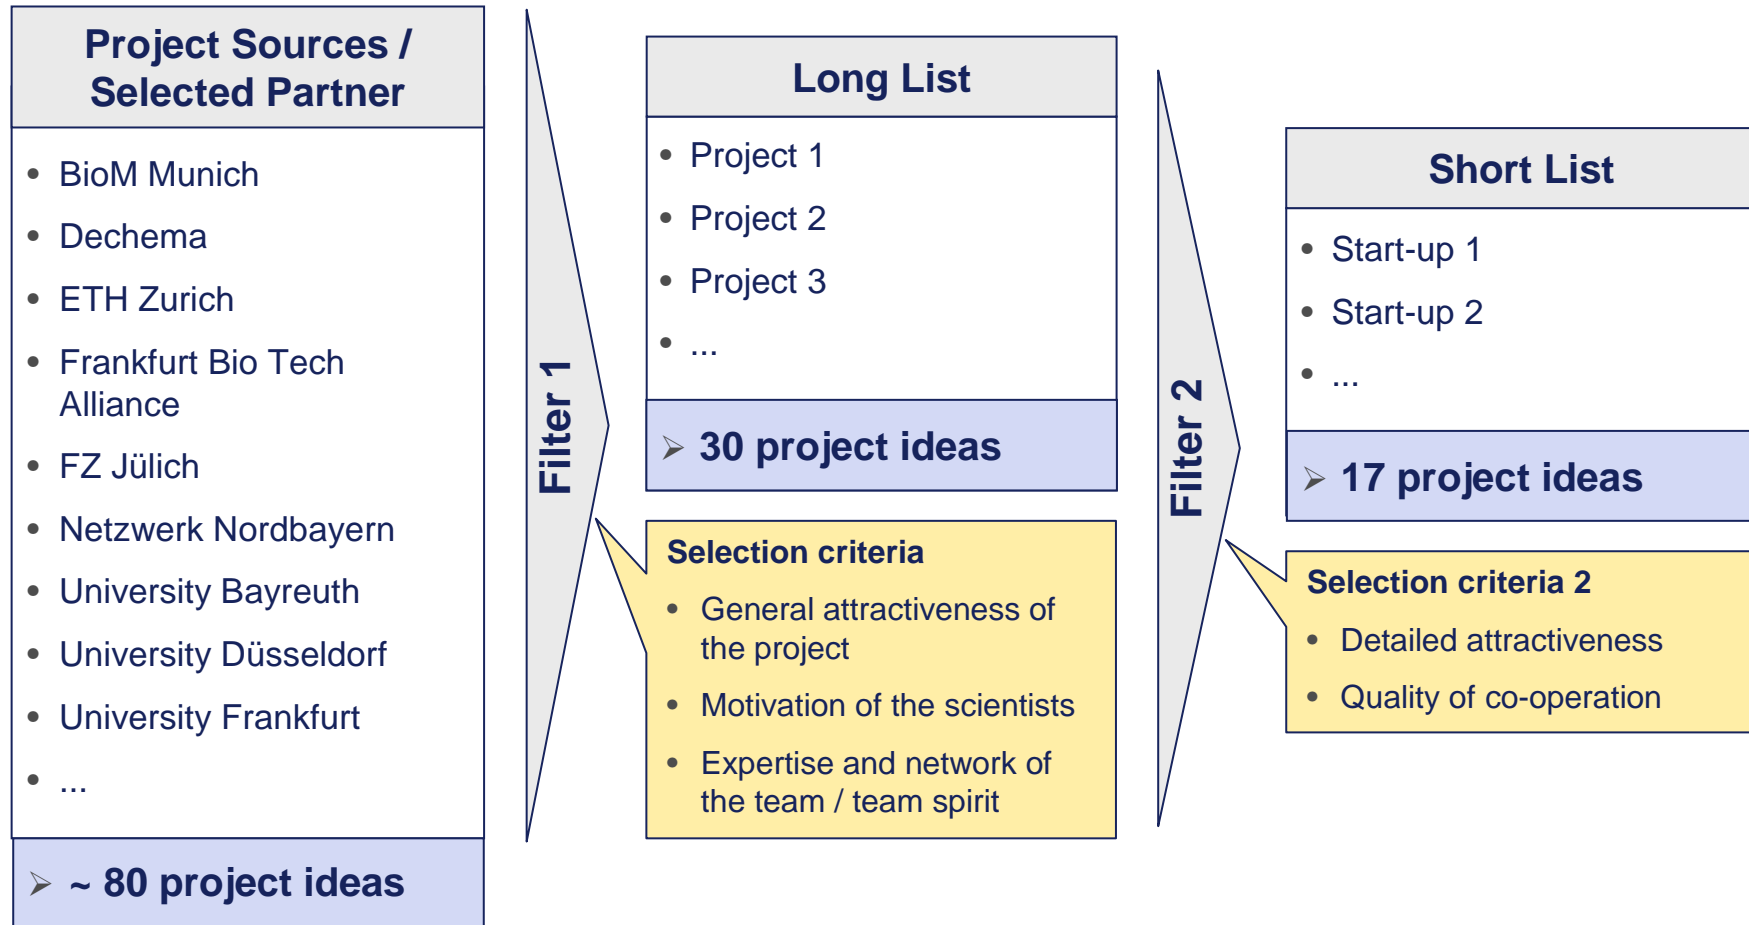 Project Sources /
Selected Partner
• BioM Munich
• Dechema
• ETH Zurich
• Frankfurt Bio Tech
Alliance
• FZ Jülich
• Netzwerk Nordbayern
• University Bayreuth
• University Düsseldorf
• University Frankfurt
• ...
➢ ~ 80 project ideas
Filter 1
Long List
• Project 1
• Project 2
• Project 3
• ...
➢ 30 project ideas
Selection criteria
• General attractiveness of
the project
• Motivation of the scientists
• Expertise and network of
the team / team spirit
Filter 2
Short List
• Start-up 1
• Start-up 2
• ...
➢ 17 project ideas
Selection criteria 2
• Detailed attractiveness
• Quality of co-operation